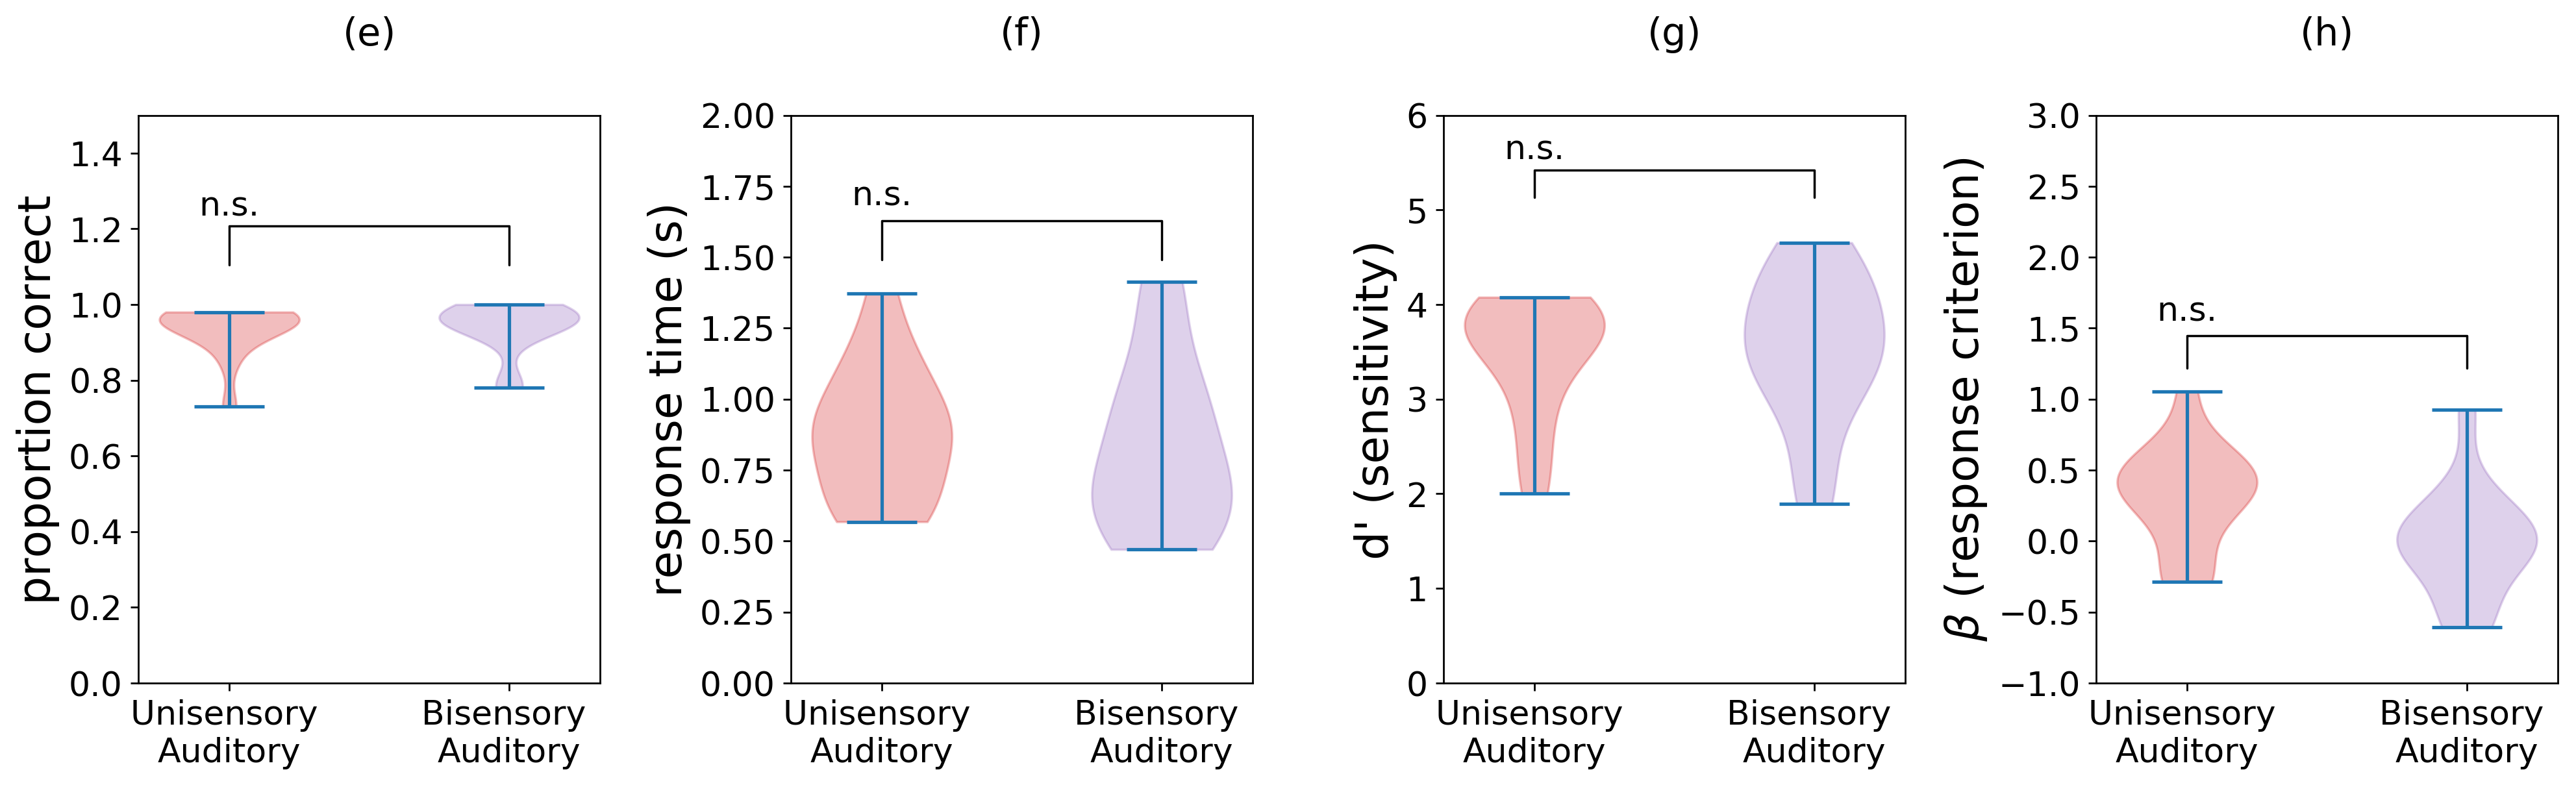 (e)
proportion correct
1.4
1.2
1.0
0.8
0.6
0.4
0.2
0.0
n.s.
Unisensory
Auditory
Bisensory
Auditory
(f)
response time (s)
2.00
1.75
1.50
1.25
1.00
0.75
0.50
0.25
0.00
n.s.
Unisensory
Auditory
Bisensory
Auditory
(g)
d' (sensitivity)
6
5
4
3
2
1
0
n.s.
Unisensory
Auditory
Bisensory
Auditory
(h)
β (response criterion)
3.0
2.5
2.0
1.5
1.0
0.5
0.0
−0.5
−1.0
n.s.
Unisensory
Auditory
Bisensory
Auditory